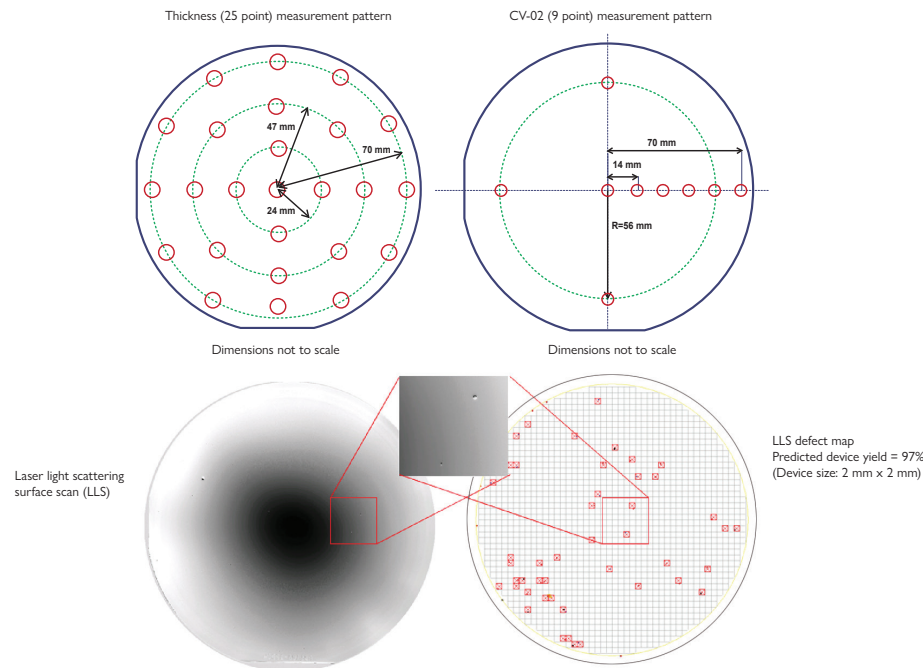 Thickness (25 point) measurement pattern
CV-02 (9 point) measurement pattern
47 mm
70 mm
24 mm
70 mm
14 mm
R=56 mm
Dimensions not to scale
Dimensions not to scale
Laser light scattering
surface scan (LLS)
LLS defect map
Predicted device yield = 97%
(Device size: 2 mm x 2 mm)